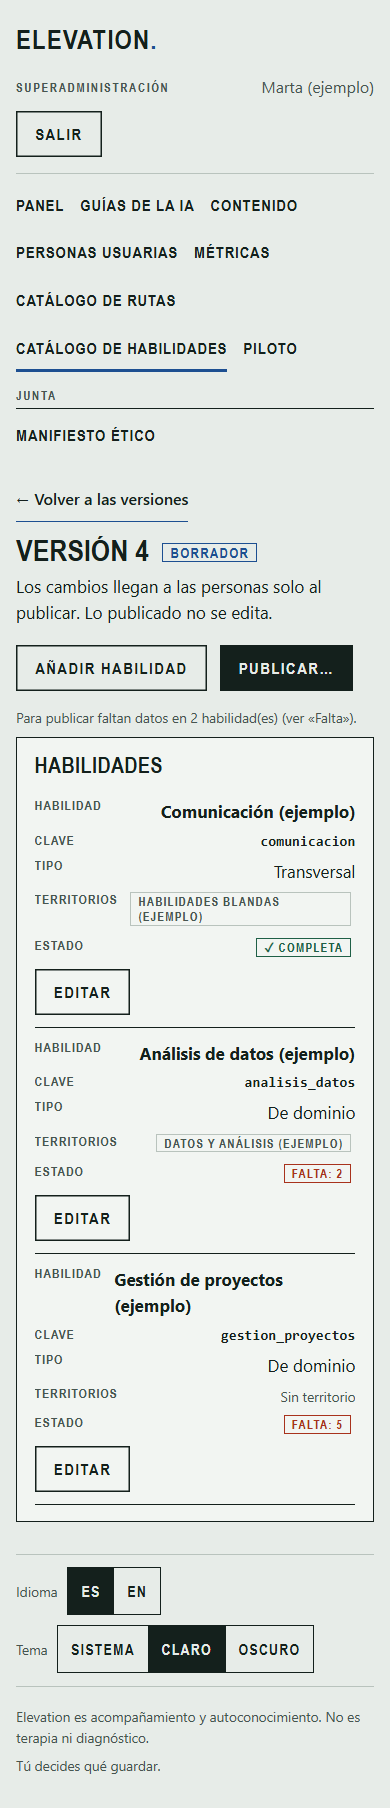 ELEVATION.
SUPERADMINISTRACIÓN Marta (ejemplo)
SALIR
PANEL GUÍAS DE LA IA CONTENIDO
PERSONAS USUARIAS MÉTRICAS
CATÁLOGO DE RUTAS
CATÁLOGO DE HABILIDADES PILOTO
JUNTA
MANIFIESTO ÉTICO
← Volver a las versiones
VERSIÓN 4 BORRADOR
Los cambios llegan a las personas solo al
publicar. Lo publicado no se edita.
AÑADIR HABILIDAD PUBLICAR…
Para publicar faltan datos en 2 habilidad(es) (ver «Falta»).
HABILIDADES
HABILIDAD Comunicación (ejemplo)
CLAVE comunicacion
TIPO Transversal
TERRITORIOS HABILIDADES BLANDAS
(EJEMPLO)
ESTADO ✓ COMPLETA
EDITAR
HABILIDAD Análisis de datos (ejemplo)
CLAVE analisis_datos
TIPO De dominio
TERRITORIOS DATOS Y ANÁLISIS (EJEMPLO)
ESTADO FALTA: 2
EDITAR
HABILIDAD Gestión de proyectos
(ejemplo)
CLAVE gestion_proyectos
TIPO De dominio
TERRITORIOS Sin territorio
ESTADO FALTA: 5
EDITAR
Idioma ES EN
Tema SISTEMA CLARO OSCURO
Elevation es acompañamiento y autoconocimiento. No es
terapia ni diagnóstico.
Tú decides qué guardar.